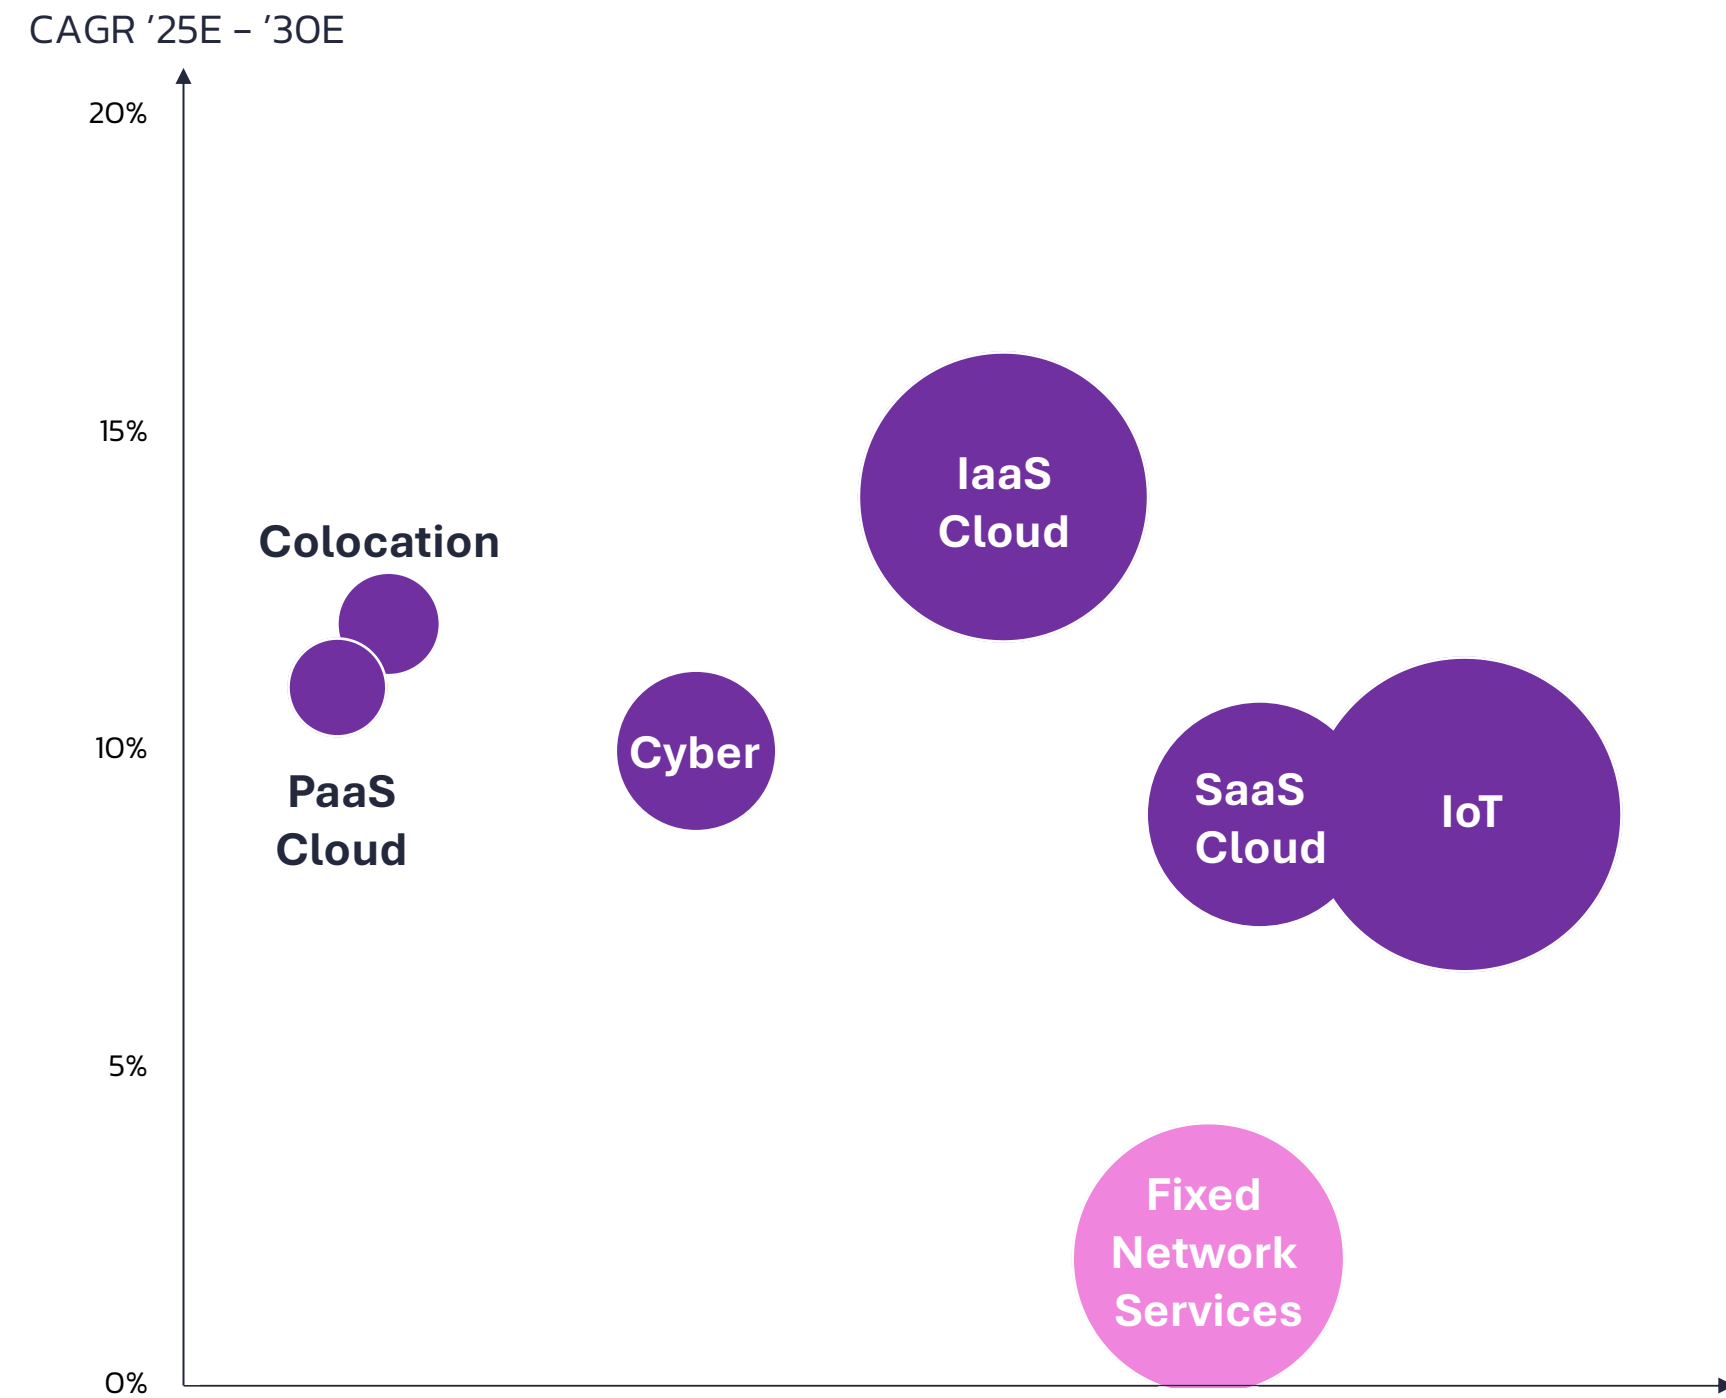 CAGR ’25E – ’30E
20%
15%
IaaS
Cloud
Colocation
10%
Cyber
PaaS
Cloud
SaaS
Cloud
IoT
5%
Fixed
Network
Services
0%